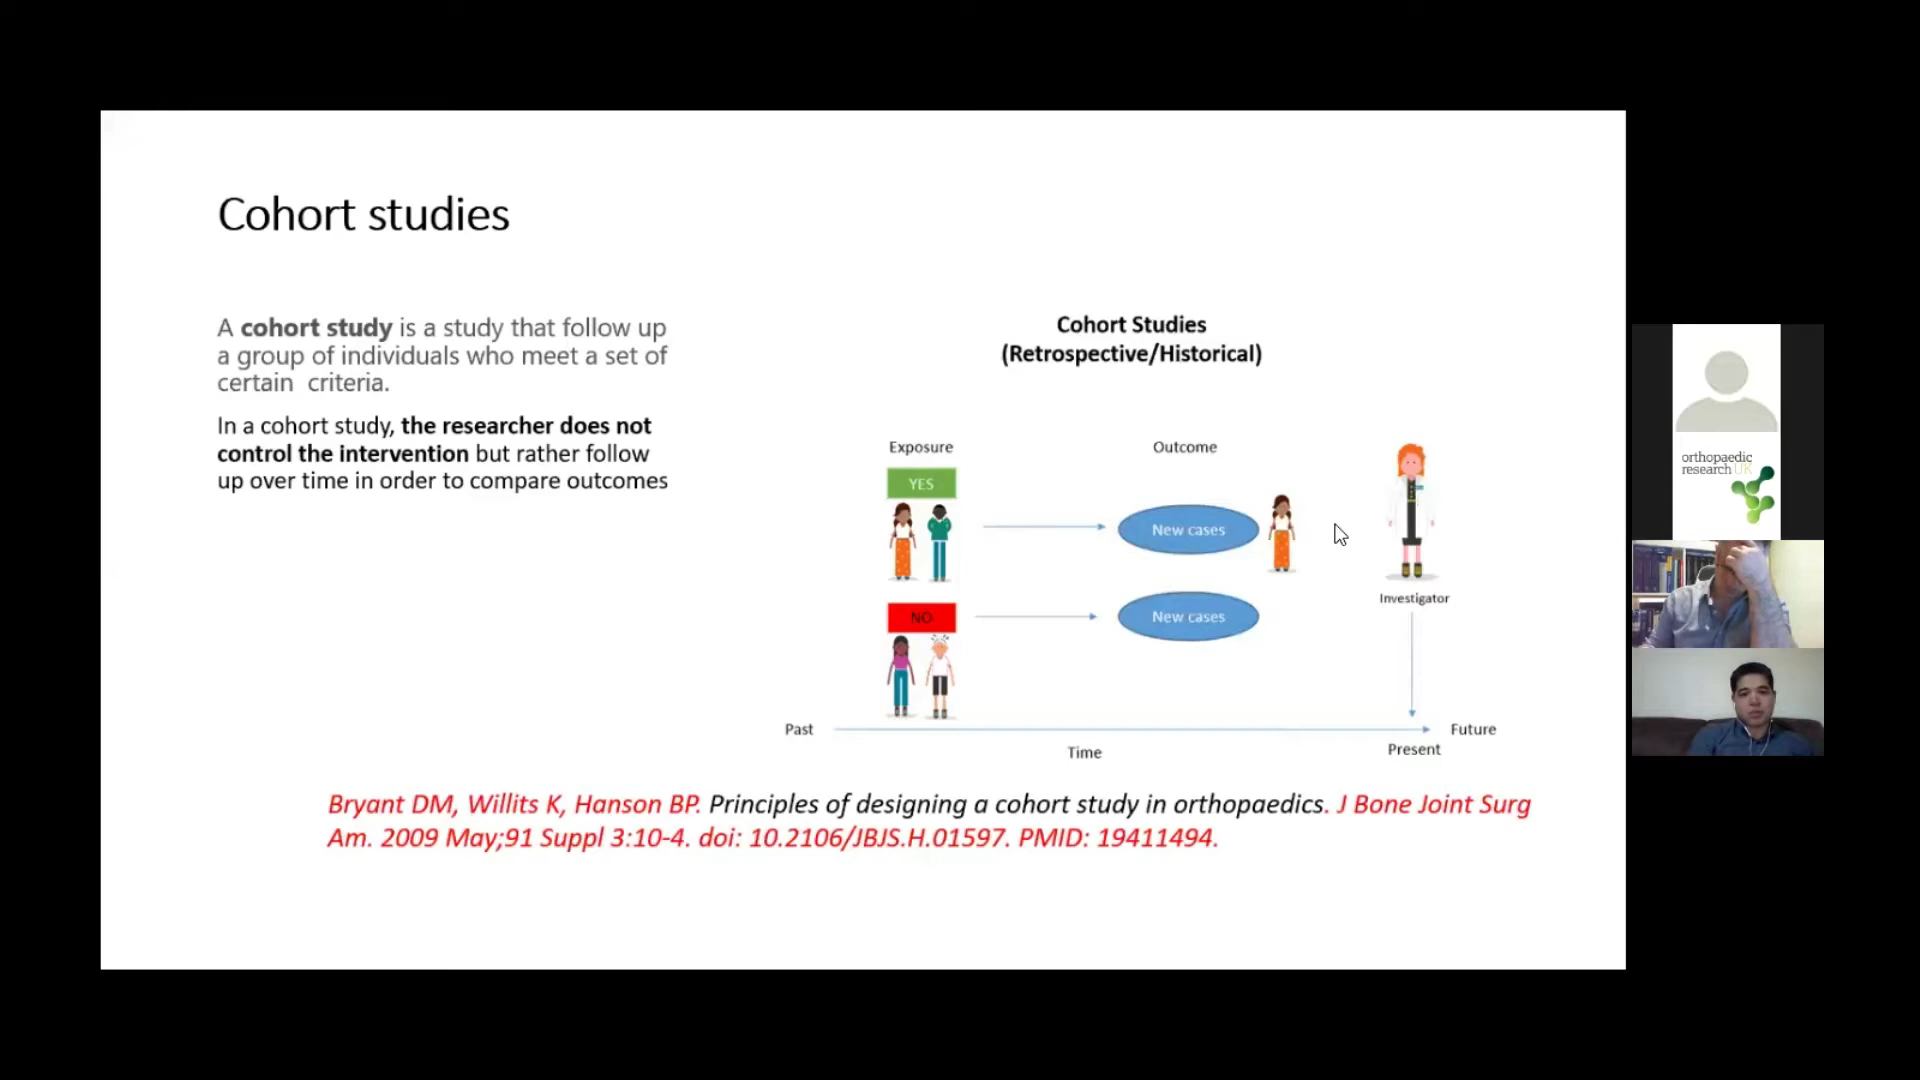 Cohort studies
A cohort study is a study that follow up
a group of individuals who meet a set of
certain criteria.
In a cohort study, the researcher does not
control the intervention but rather follow
up over time in order to compare outcomes
Cohort Studies
(Retrospective/Historical)
Exposure
Outcome
YES
New cases
NO
New cases
Investigator
Past
Future
Time
Present
Bryant DM, Willits K, Hanson BP. Principles of designing a cohort study in orthopaedics. J Bone Joint Surg
Am. 2009 May;91 Suppl 3:10-4. doi: 10.2106/JBJS.H.01597. PMID: 19411494.
orthopaedic
research UK